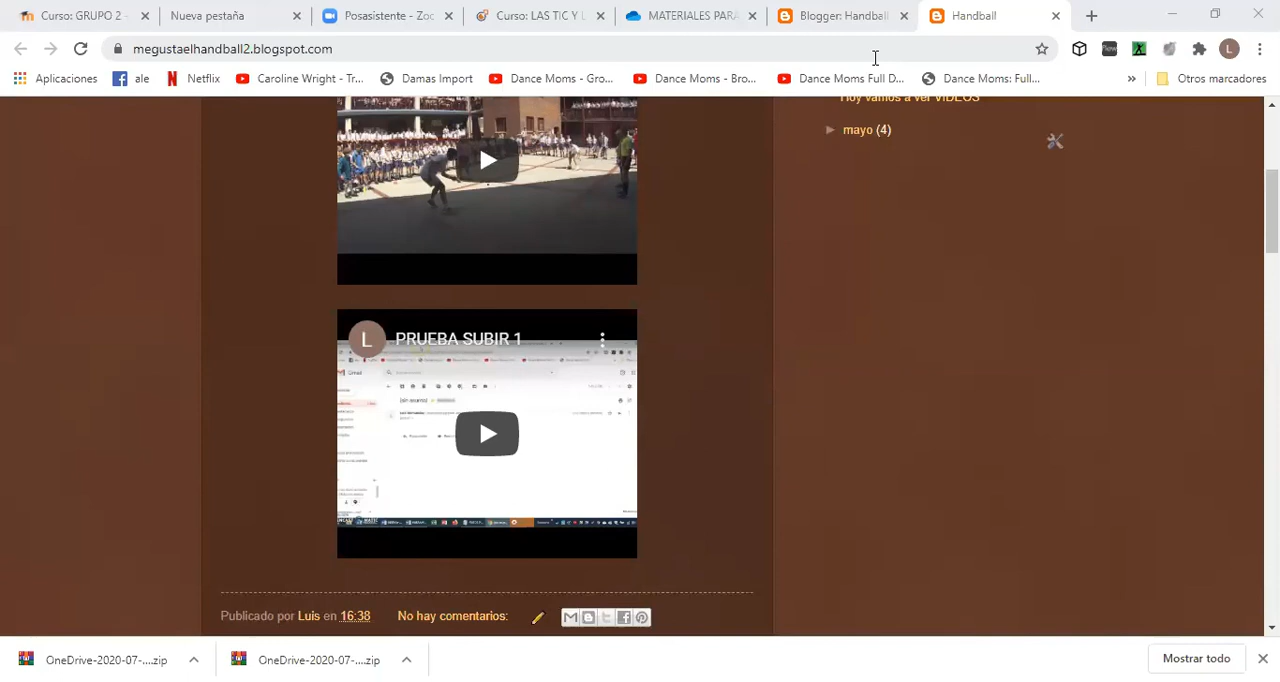 Curso: GRUPO 2 -
Nueva pestaña
Posasistente - Zoo
Curso: LAS TIC Y L
MATERIALES PARA
Blogger: Handball
Handball
megustaelhandball2.blogspot.com
L
Aplicaciones
ale
Netflix
Caroline Wright - Tr...
Damas Import
Dance Moms - Gro...
Dance Moms - Bro...
Dance Moms Full D...
Dance Moms: Full...
»
Otros marcadores
Hoy vamos a ver VIDEOS
► mayo (4)
L
PRUEBA SUBIR 1
Gmail
Publicado por Luis en 16:38
No hay comentarios:
OneDrive-2020-07-....zip
OneDrive-2020-07-....zip
Mostrar todo